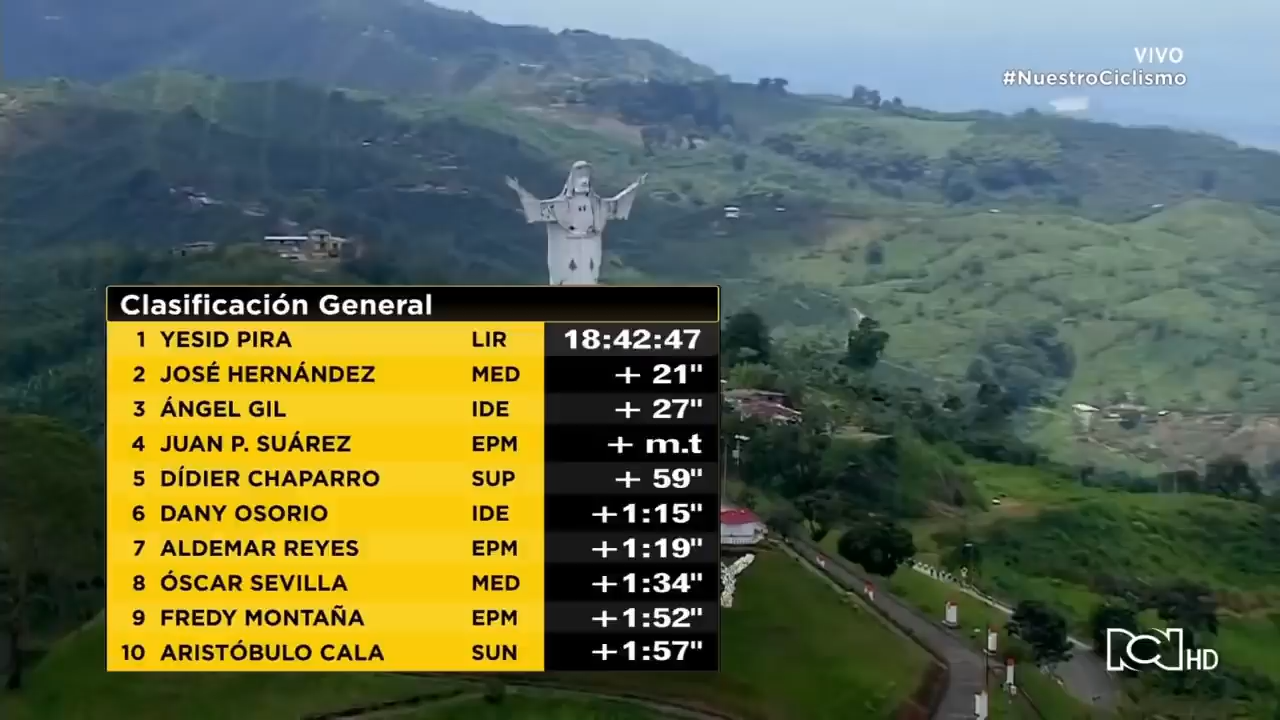 VIVO
#NuestroCiclismo
Clasificación General
1 YESID PIRA LIR 18:42:47
2 JOSÉ HERNÁNDEZ MED + 21"
3 ÁNGEL GIL IDE + 27"
4 JUAN P. SUÁREZ EPM + m.t
5 DÍDIER CHAPARRO SUP + 59"
6 DANY OSORIO IDE +1:15"
7 ALDEMAR REYES EPM +1:19"
8 ÓSCAR SEVILLA MED +1:34"
9 FREDY MONTAÑA EPM +1:52"
10 ARISTÓBULO CALA SUN +1:57"
RCN HD